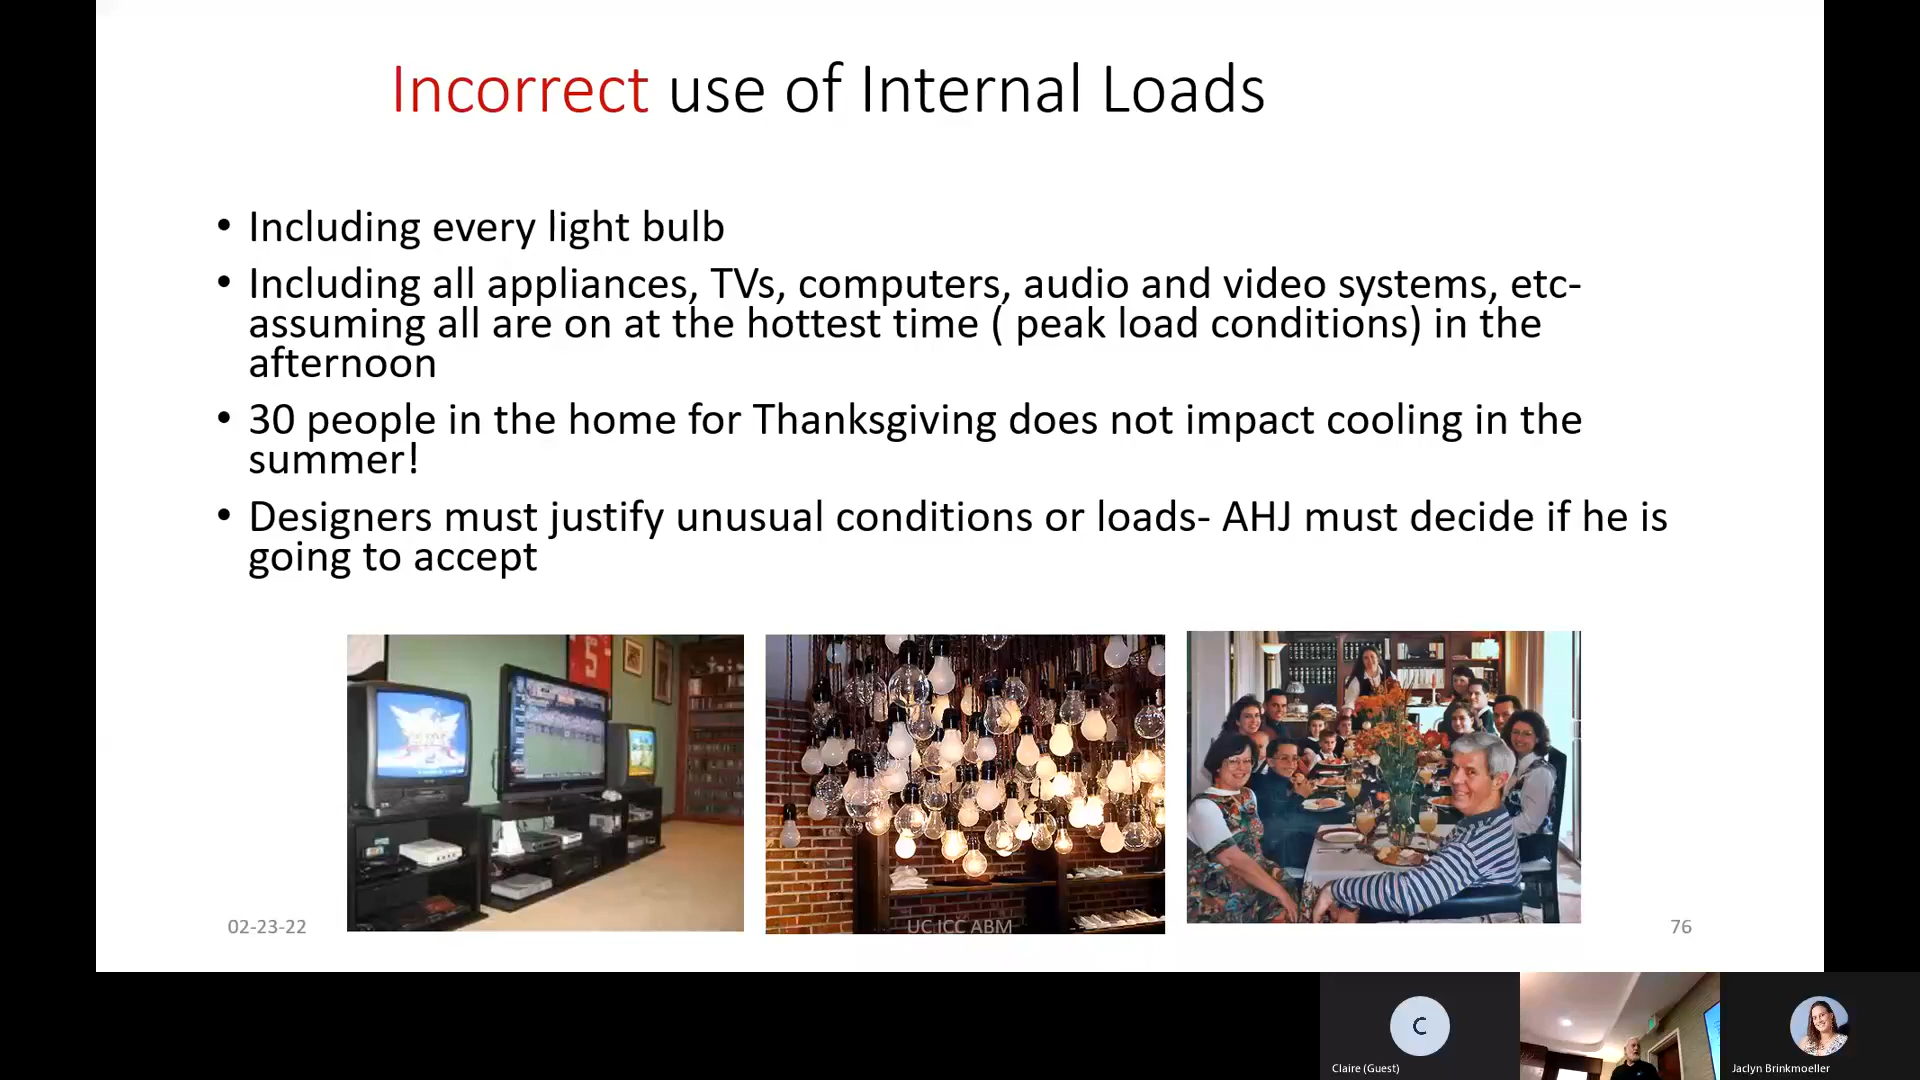 Incorrect use of Internal Loads
• Including every light bulb
• Including all appliances, TVs, computers, audio and video systems, etc-
assuming all are on at the hottest time ( peak load conditions) in the
afternoon
• 30 people in the home for Thanksgiving does not impact cooling in the
summer!
• Designers must justify unusual conditions or loads- AHJ must decide if he is
going to accept
5
02-23-22
UC ICC ABM
76
C
Claire (Guest)
Jaclyn Brinkmoeller